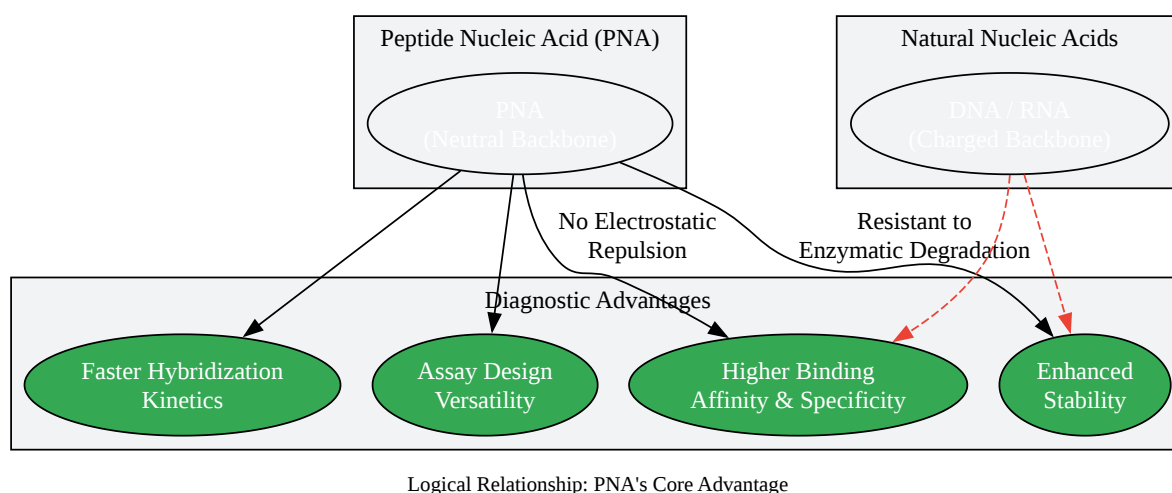 Peptide Nucleic Acid (PNA)
Natural Nucleic Acids
PNA
(Neutral Backbone)
DNA / RNA
(Charged Backbone)
No Electrostatic
Repulsion
Resistant to
Enzymatic Degradation
Diagnostic Advantages
Faster Hybridization
Kinetics
Assay Design
Versatility
Higher Binding
Affinity & Specificity
Enhanced
Stability
Logical Relationship: PNA's Core Advantage